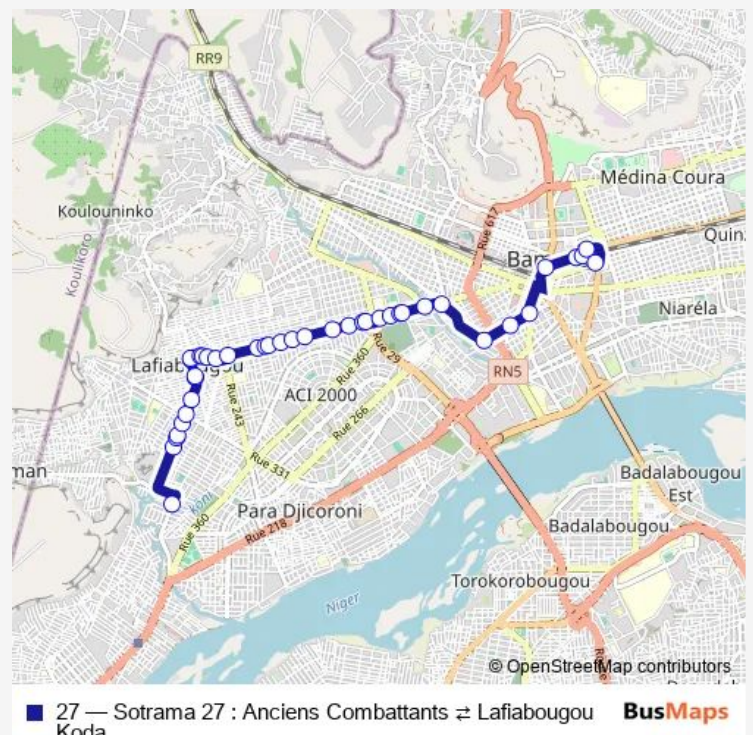 RR9
Médina Coura
Koulouninko
Rue 617
Koulikoro
Quin
Bam
Niaréla
Lafiabougou
Rue 29
RN5
Rue 360
ACI 2000
Rue 243
Rue 266
man
Rue 331
Badalabougou
Est
Koni
Para Djicoroni
Badalabougou
Rue 218
Rue 360
Torokorobougou
Niger
© OpenStreetMap contributors
27 — Sotrama 27 : Anciens Combattants ⇄ Lafiabougou
Koda
BusMaps